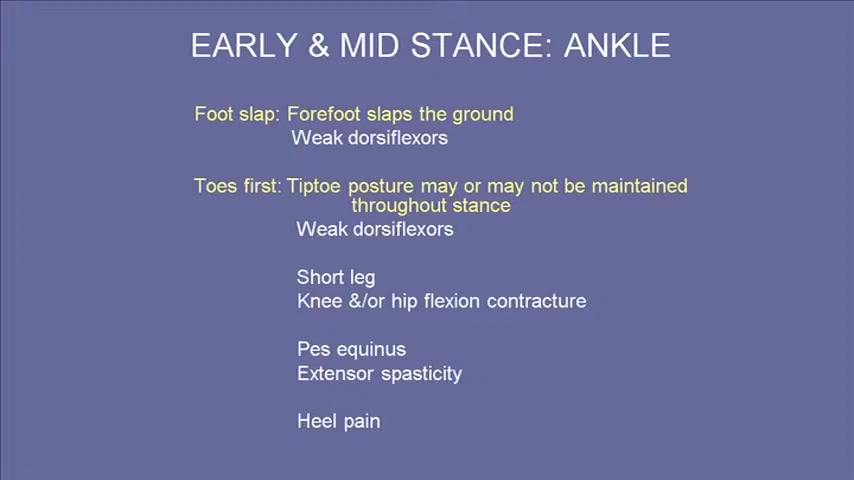 EARLY & MID STANCE: ANKLE
Foot slap: Forefoot slaps the ground
Weak dorsiflexors
Toes first: Tiptoe posture may or may not be maintained
throughout stance
Weak dorsiflexors
Short leg
Knee &/or hip flexion contracture
Pes equinus
Extensor spasticity
Heel pain